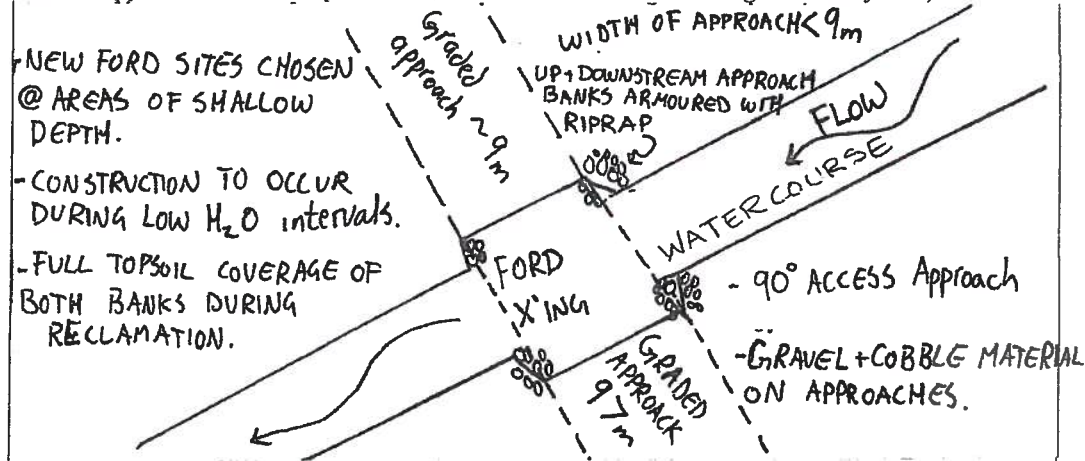 -NEW FORD SITES CHOSEN
@ AREAS OF SHALLOW
DEPTH.
-CONSTRUCTION TO OCCUR
DURING LOW H₂O intervals.
-FULL TOPSOIL COVERAGE OF
BOTH BANKS DURING
RECLAMATION.
Graded
approach ~9m
WIDTH OF APPROACH<9m
UP+DOWNSTREAM APPROACH
BANKS ARMOURED WITH
RIPRAP
FLOW
WATERCOURSE
FORD
X'ING
- 90° ACCESS Approach
-GRAVEL+COBBLE MATERIAL
ON APPROACHES.
GRADED
APPROACK
97m